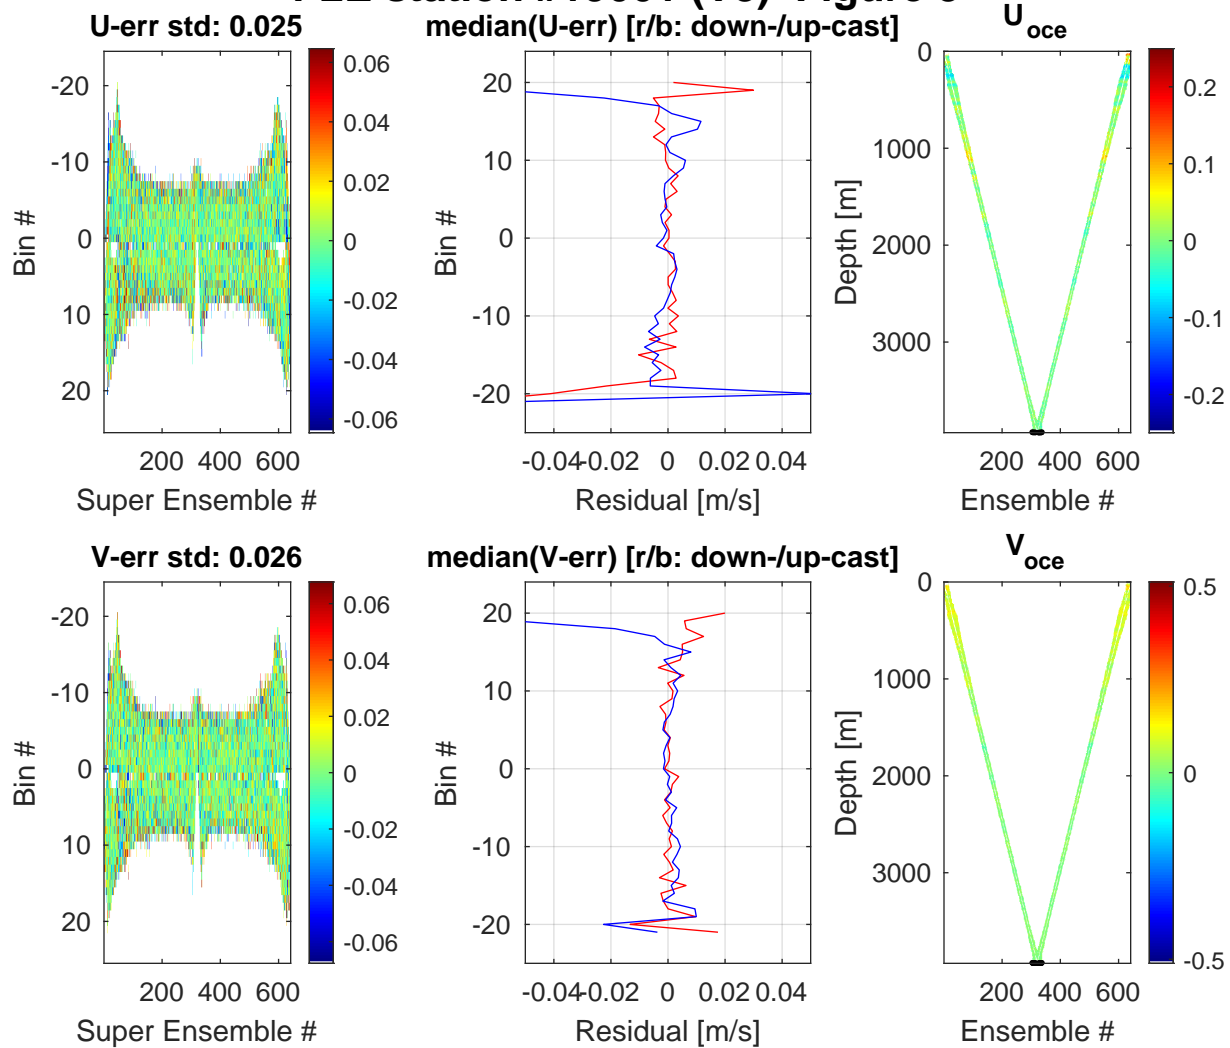 U-err std: 0.025
median(U-err) [r/b: down-/up-cast]
U oce
-20
-10
0
10
20
Bin #
200 400 600
Super Ensemble #
0.06
0.04
0.02
0
-0.02
-0.04
-0.06
20
10
0
-10
-20
Bin #
-0.04 -0.02 0 0.02 0.04
Residual [m/s]
0
1000
2000
3000
Depth [m]
200 400 600
Ensemble #
0.2
0.1
0
-0.1
-0.2
V-err std: 0.026
median(V-err) [r/b: down-/up-cast]
V oce
-20
-10
0
10
20
Bin #
200 400 600
Super Ensemble #
0.06
0.04
0.02
0
-0.02
-0.04
-0.06
20
10
0
-10
-20
Bin #
-0.04 -0.02 0 0.02 0.04
Residual [m/s]
0
1000
2000
3000
Depth [m]
200 400 600
Ensemble #
0.5
0
-0.5